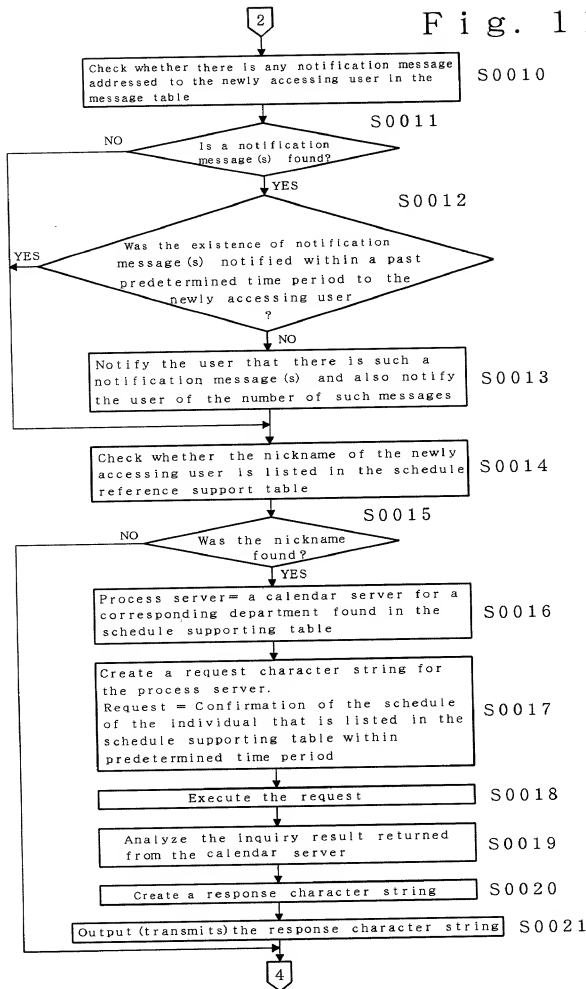 Fig. 1
2
Check whether there is any notification message
addressed to the newly accessing user in the
message table
S0010
S0011
NO
Is a notification
message(s) found?
YES
S0012
YES
Was the existence of notification
message(s) notified within a past
predetermined time period to the
newly accessing user
?
NO
Notify the user that there is such a
notification message(s) and also notify
the user of the number of such messages
S0013
Check whether the nickname of the newly
accessing user is listed in the schedule
reference support table
S0014
S0015
NO
Was the nickname
found?
YES
Process server= a calendar server for a
corresponding department found in the
schedule supporting table
S0016
Create a request character string for
the process server.
Request = Confirmation of the schedule
of the individual that is listed in the
schedule supporting table within
predetermined time period
S0017
Execute the request
S0018
Analyze the inquiry result returned
from the calendar server
S0019
Create a response character string
S0020
Output(transmits)the response character string
S0021
4